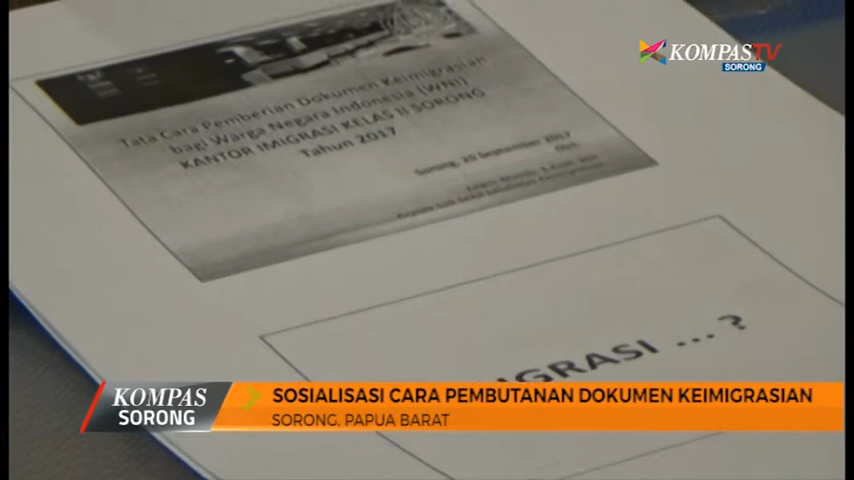 KOMPASTV
SORONG
Tata Cara Pemberian Dokumen Keimigrasian
bagi Warga Negara Indonesia (WNI)
KANTOR IMIGRASI KELAS II SORONG
Tahun 2017
Sorong, 20 September 2017
Oleh
IGRASI ... ?
KOMPAS
SORONG
SOSIALISASI CARA PEMBUTANAN DOKUMEN KEIMIGRASIAN
SORONG, PAPUA BARAT